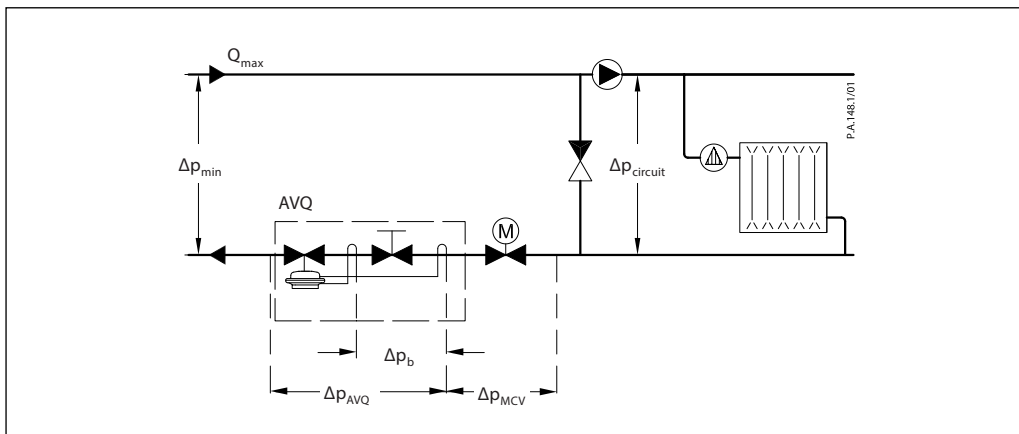 Qmax
P.A.148.1/01
Δpmin
Δpcircuit
AVQ
M
Δpb
ΔpAVQ
ΔpMCV